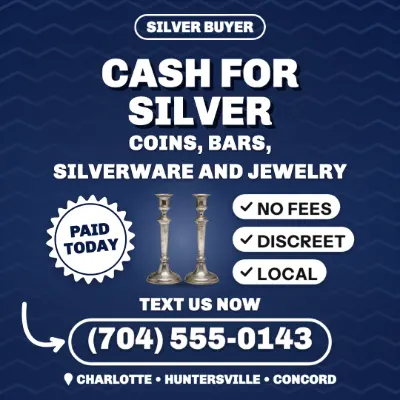 SILVER BUYER
CASH FOR
SILVER
COINS, BARS,
SILVERWARE AND JEWELRY
PAID
TODAY
NO FEES
DISCREET
LOCAL
TEXT US NOW
(704) 555-0143
CHARLOTTE • HUNTERSVILLE • CONCORD